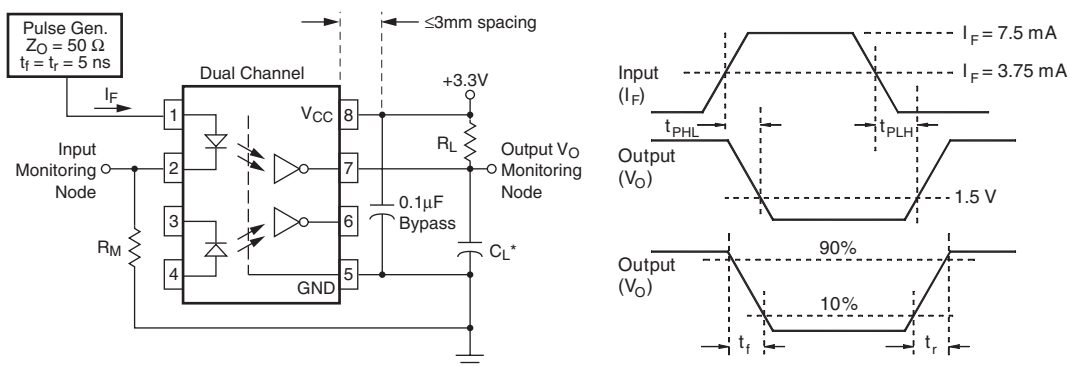 Pulse Gen.
Z_O = 50 Ω
t_f = t_r = 5 ns
≤3mm spacing
Dual Channel
+3.3V
I_F
1
V_CC
8
R_L
Input
Monitoring
Node
2
7
Output V_O
Monitoring
Node
3
6
0.1µF
Bypass
R_M
4
GND
5
C_L*
Input
(I_F)
I_F = 7.5 mA
I_F = 3.75 mA
t_PHL
t_PLH
Output
(V_O)
1.5 V
Output
(V_O)
90%
10%
t_f
t_r